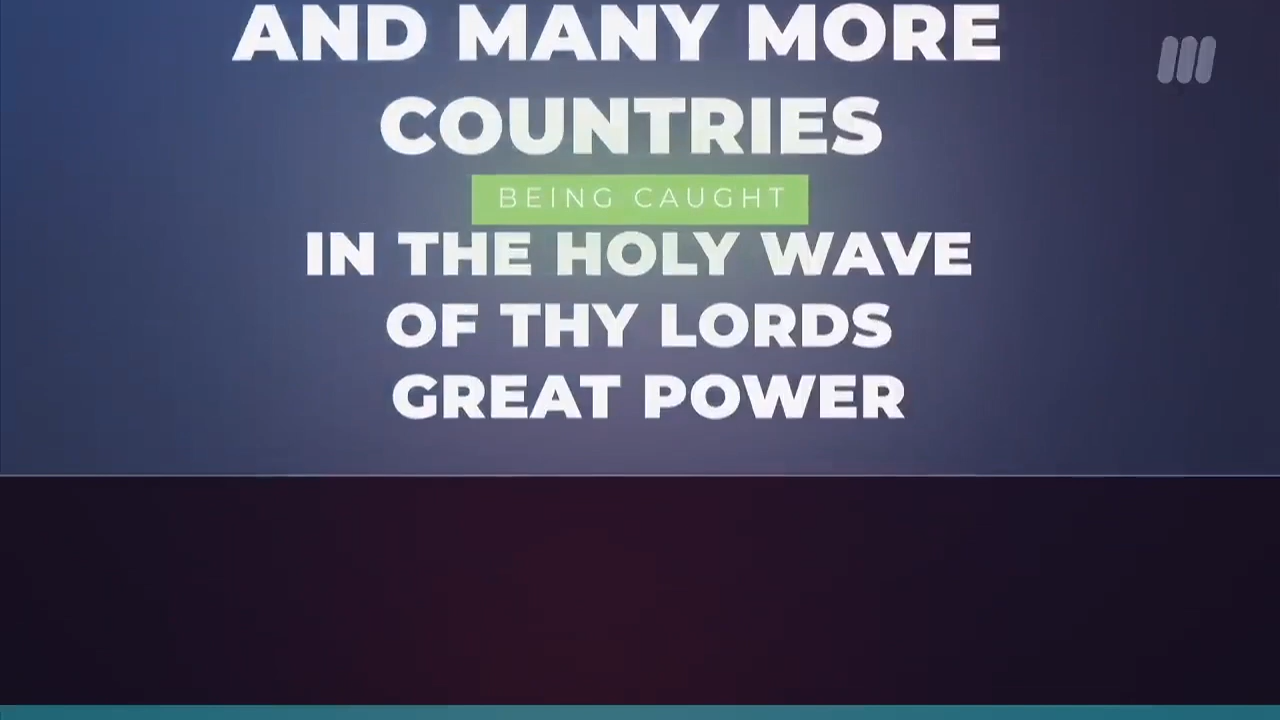 AND MANY MORE
COUNTRIES
BEING CAUGHT
IN THE HOLY WAVE
OF THY LORDS
GREAT POWER